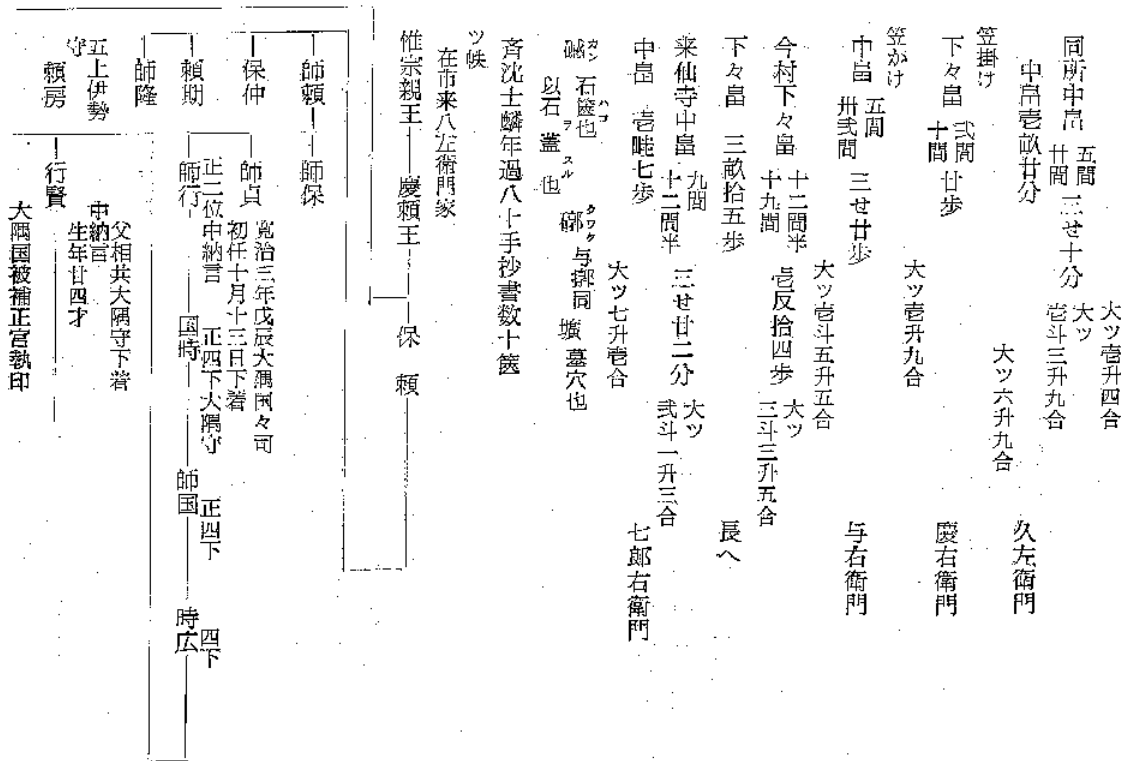 同所中畠 五間 廿間 三せ十分 大ツ壱升四合
中畠壱畝廿分 大ツ 壱斗三升九合 久左衛門
笠掛け
下々畠 弐間 十間 廿歩 大ツ六升九合 慶右衛門
笠かけ
中畠 五間 卅弐間 三せ廿歩 大ツ壱升九合 与右衛門
今村下々畠 十二間半 十九間 壱反拾四歩 大ツ壱斗五升五合
下々畠 三畝拾五歩 大ツ 三斗三升五合 長へ
来仙寺中畠 九間 十二間半 三せ廿二分 大ツ 弐斗一升三合
中畠 壱畦七歩 七郎右衛門
大ツ七升壱合
石篋也 ハコ
以石蓋也 ヲ スル
与槨同 壙 墓穴也
斉沈士麟年過八十手抄書数十篋
ツ帙
在市来八左衛門家
惟宗親王 慶頼王 保頼
師頼 師保
保仲 師貞 寛治三年戊辰大隅国々司
初任十月十三日下着
頼期 師行 正二位中納言 国時 正四下大隅守 師国 正四下 時広 四下
師隆
五上伊勢守
頼房 行賢 中納言 生年廿四才
父相共大隅守下着
大隅国被補正宮執印